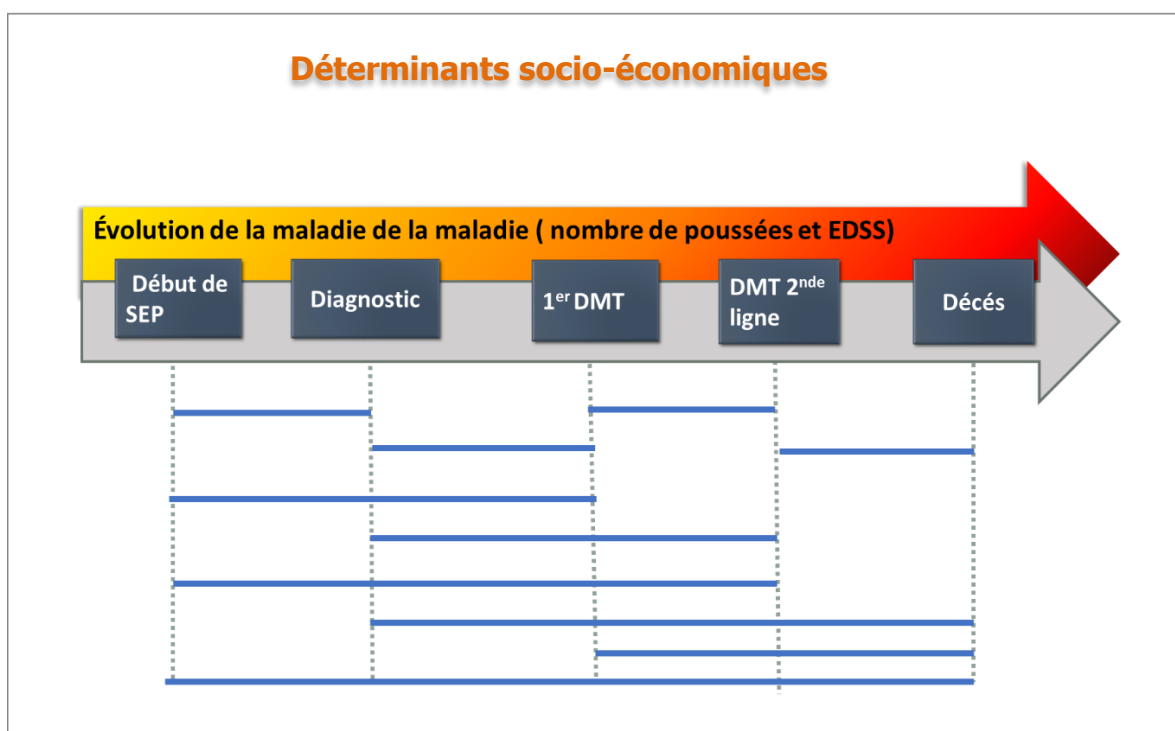 Déterminants socio-économiques
Évolution de la maladie de la maladie ( nombre de poussées et EDSS)
Début de
SEP
Diagnostic
1er DMT
DMT 2nde
ligne
Décés